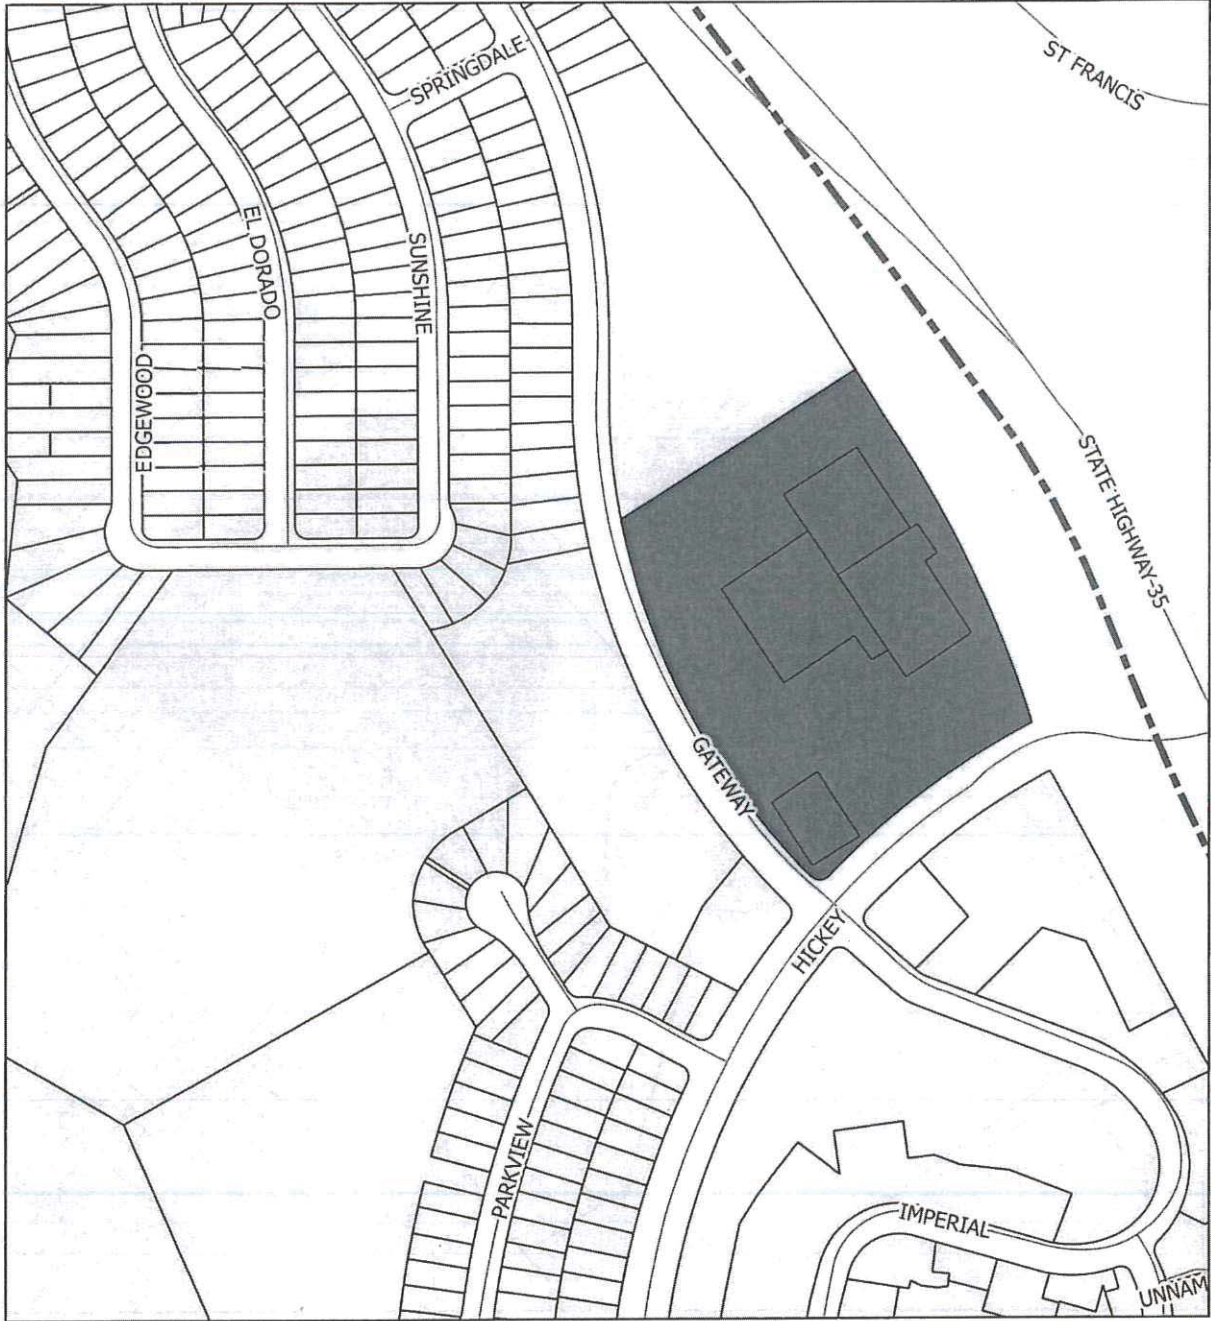 ST FRANCIS
SPRINGDALE
EL DORADO
SUNSHINE
EDGEWOOD
STATE HIGHWAY 35
GATEWAY
HICKEY
PARKVIEW
IMPERIAL
UNNAM